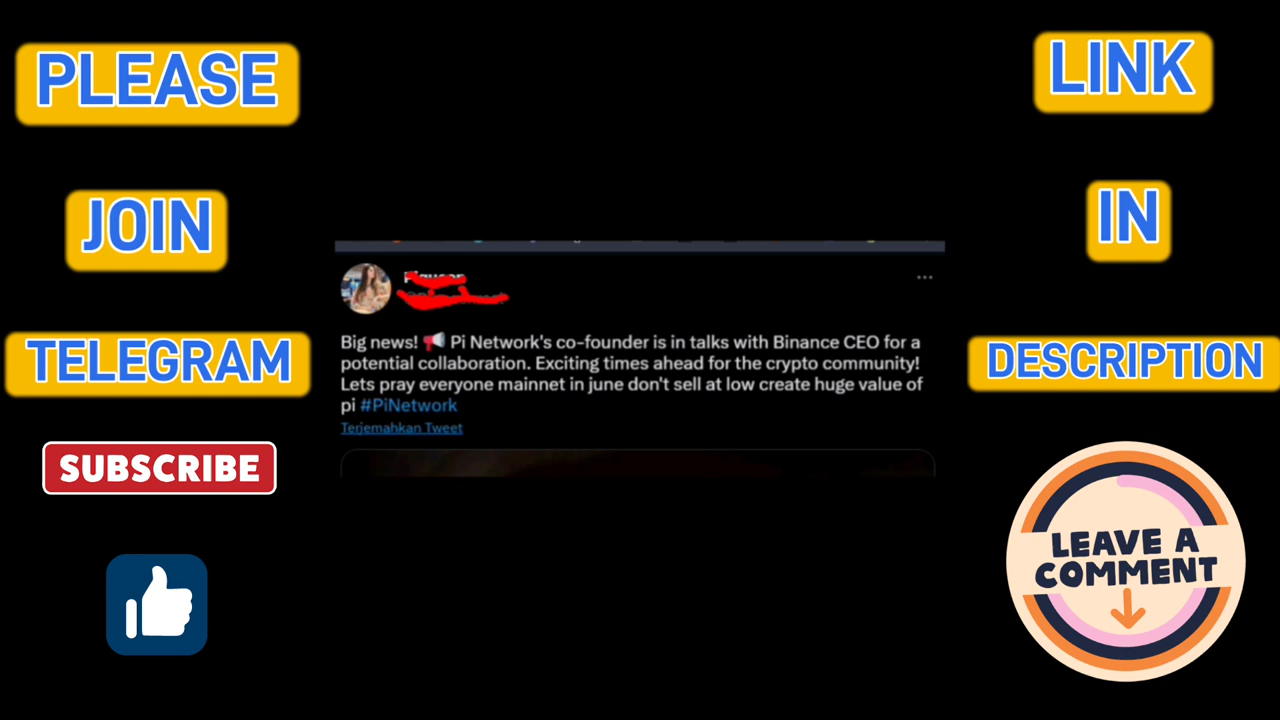 PLEASE
JOIN
TELEGRAM
SUBSCRIBE
Big news! 📢 Pi Network's co-founder is in talks with Binance CEO for a
potential collaboration. Exciting times ahead for the crypto community!
Lets pray everyone mainnet in june don't sell at low create huge value of
pi #PiNetwork
Terjemahkan Tweet
LINK
IN
DESCRIPTION
LEAVE A
COMMENT